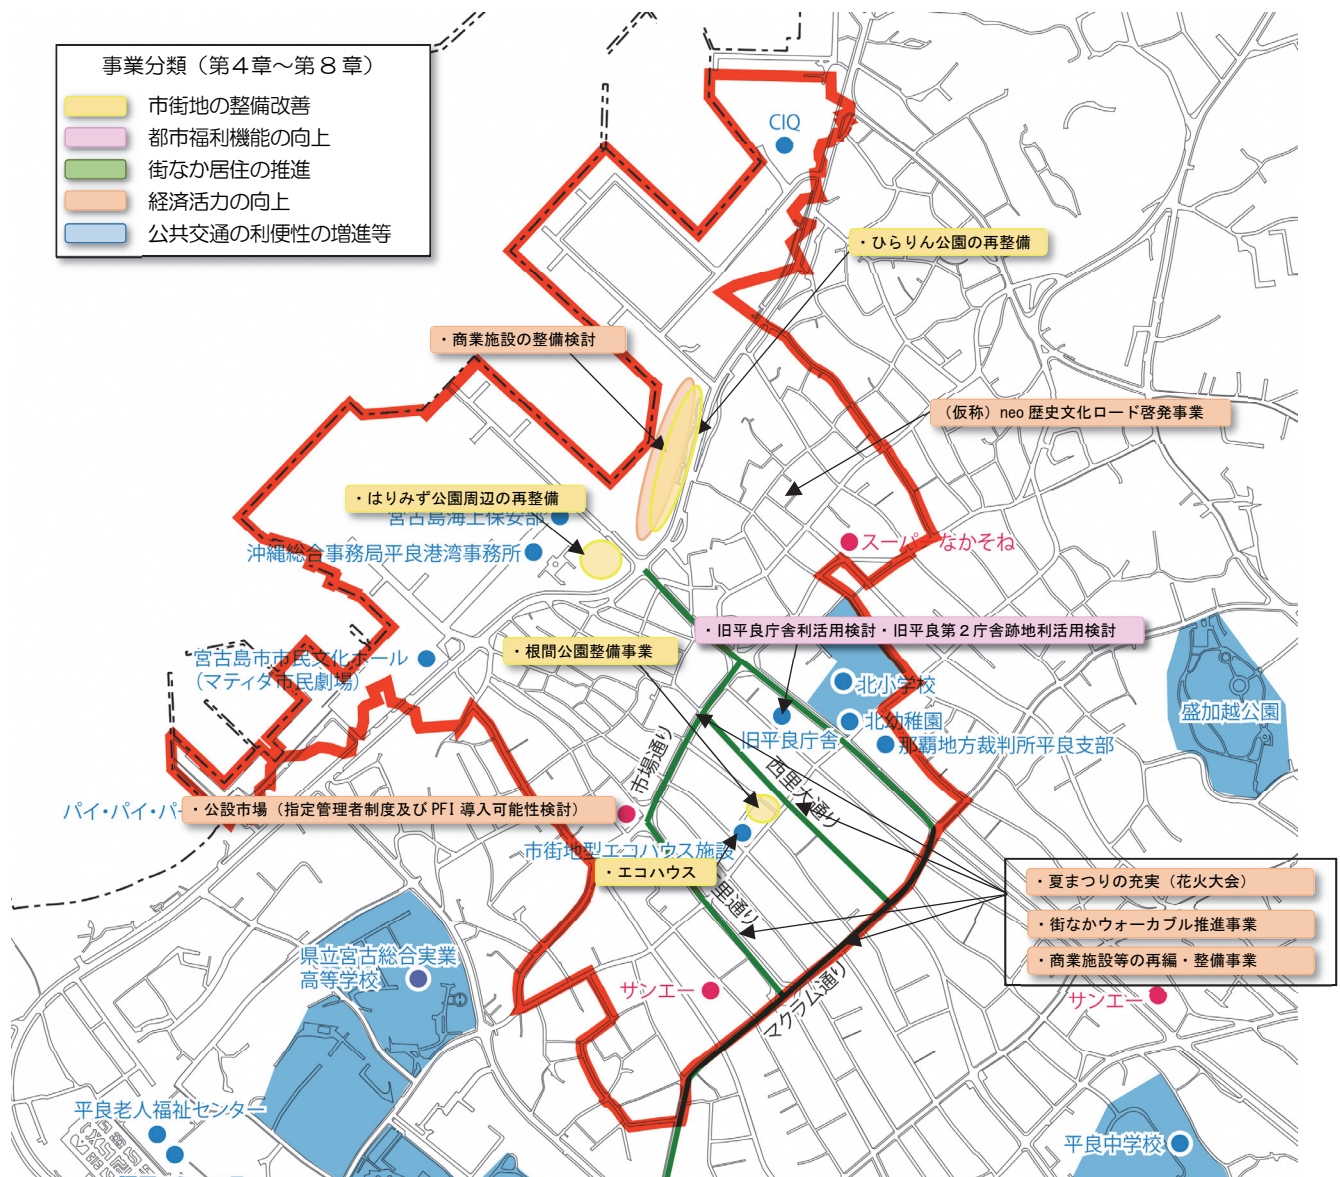 事業分類（第4章～第8章）
市街地の整備改善
都市福利機能の向上
街なか居住の推進
経済活力の向上
公共交通の利便性の増進等
CIQ
・ひらりん公園の再整備
・商業施設の整備検討
（仮称）neo 歴史文化ロード啓発事業
・はりみず公園周辺の再整備
宮古島海上保安部
沖縄総合事務局平良港湾事務所
スーパーなかそね
・旧平良庁舎利活用検討・旧平良第2庁舎跡地利活用検討
・根間公園整備事業
宮古島市市民文化ホール
（マティダ市民劇場）
北小学校
北幼稚園
盛加越公園
旧平良庁舎
那覇地方裁判所平良支部
市場通り
西里大通り
パイ・パイ・パ
・公設市場（指定管理者制度及び PFI 導入可能性検討）
市街地型エコハウス施設
・エコハウス
里通り
・夏まつりの充実（花火大会）
・街なかウォーカブル推進事業
・商業施設等の再編・整備事業
県立宮古総合実業
高等学校
サンエー
マクラム通り
サンエー
平良老人福祉センター
平良中学校